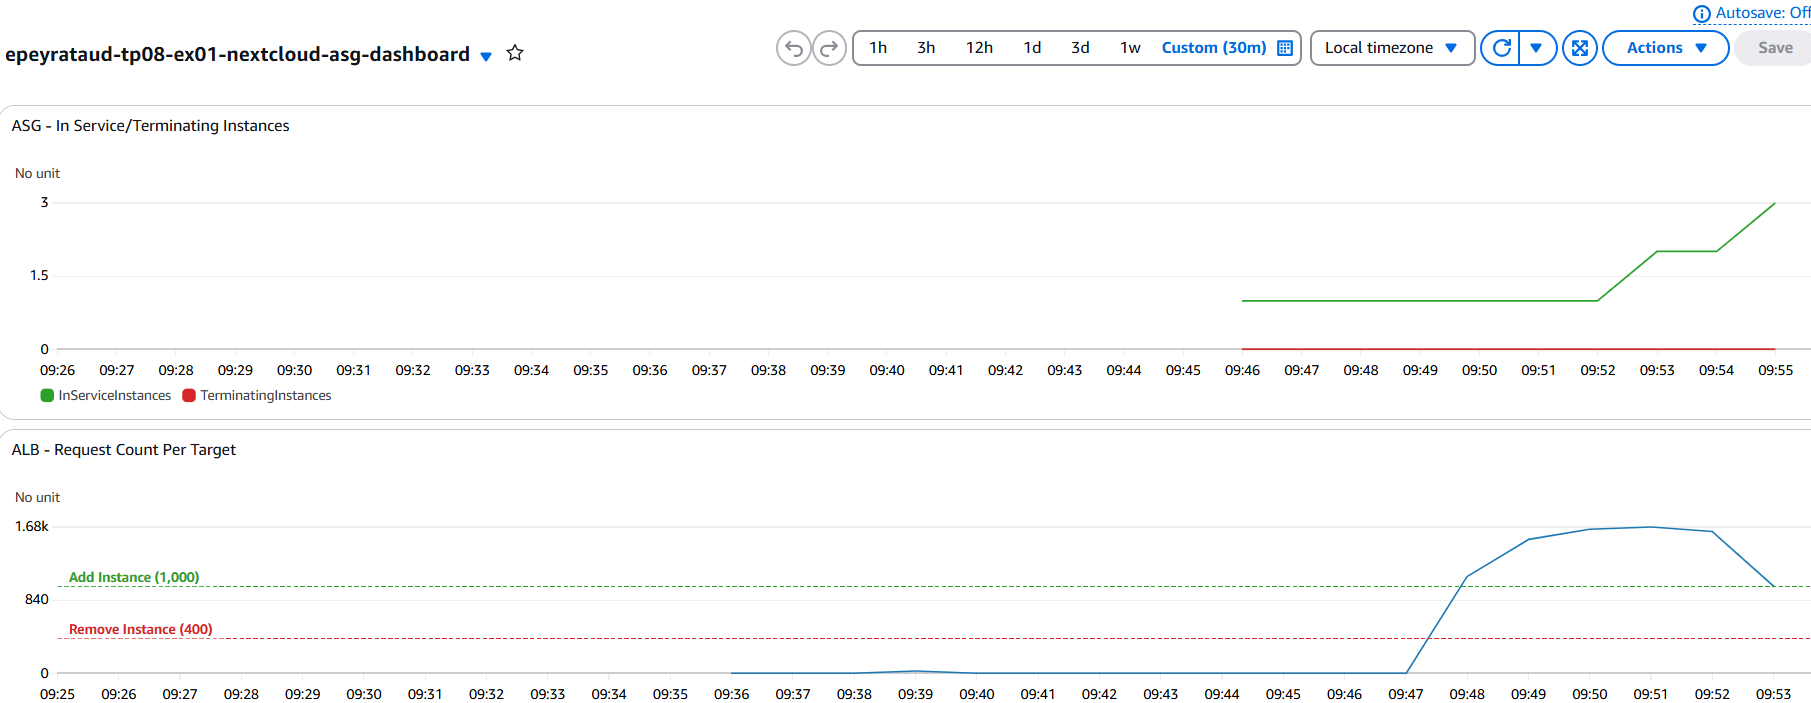 Autosave: Off
epeyrataud-tp08-ex01-nextcloud-asg-dashboard
1h 3h 12h 1d 3d 1w Custom (30m) Local timezone Actions Save
ASG - In Service/Terminating Instances
No unit
3
1.5
0
09:26 09:27 09:28 09:29 09:30 09:31 09:32 09:33 09:34 09:35 09:36 09:37 09:38 09:39 09:40 09:41 09:42 09:43 09:44 09:45 09:46 09:47 09:48 09:49 09:50 09:51 09:52 09:53 09:54 09:55
InServiceInstances TerminatingInstances
ALB - Request Count Per Target
No unit
1.68k
Add Instance (1,000)
840
Remove Instance (400)
0
09:25 09:26 09:27 09:28 09:29 09:30 09:31 09:32 09:33 09:34 09:35 09:36 09:37 09:38 09:39 09:40 09:41 09:42 09:43 09:44 09:45 09:46 09:47 09:48 09:49 09:50 09:51 09:52 09:53